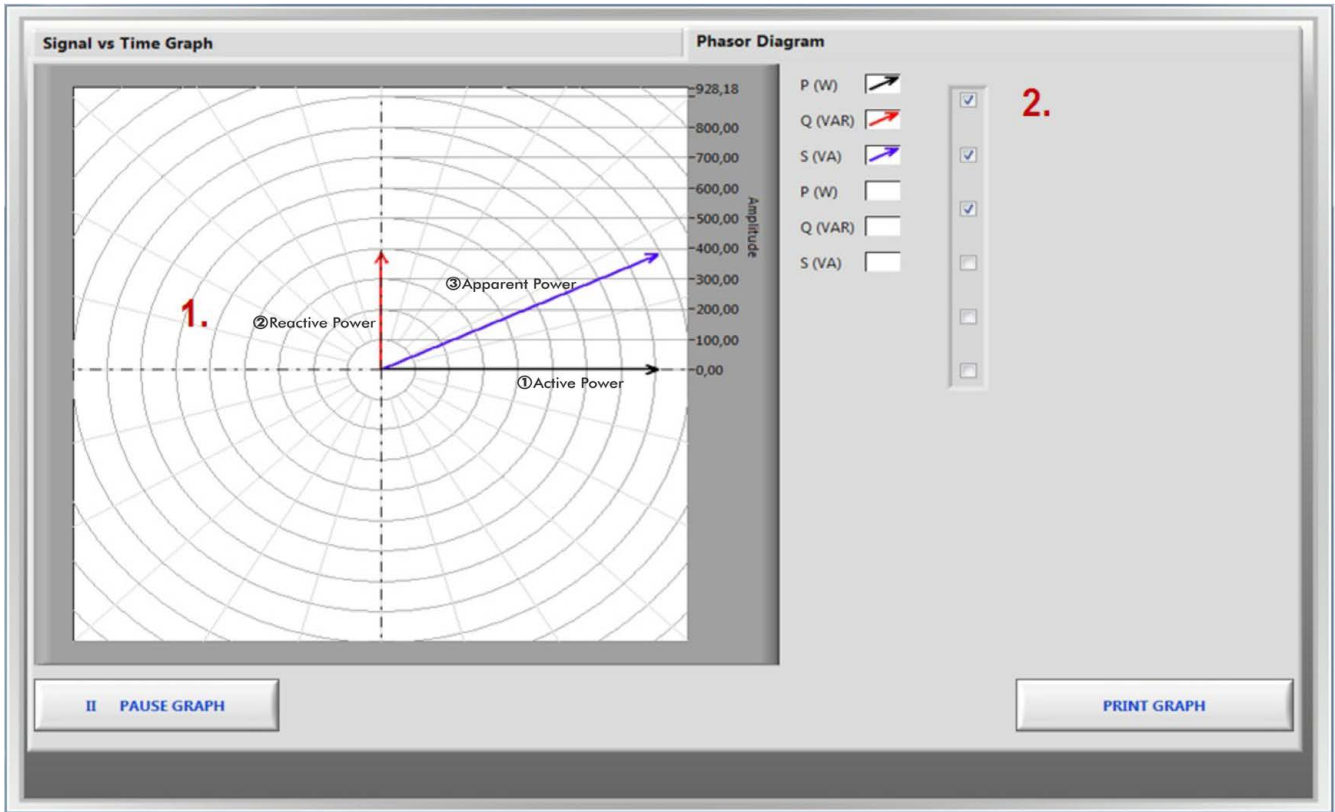 Signal vs Time Graph
Phasor Diagram
928,18
800,00
700,00
600,00
500,00
400,00
300,00
200,00
100,00
0,00
Amplitude
1.
③Apparent Power
②Reactive Power
①Active Power
P (W)
Q (VAR)
S (VA)
P (W)
Q (VAR)
S (VA)
2.
II PAUSE GRAPH
PRINT GRAPH